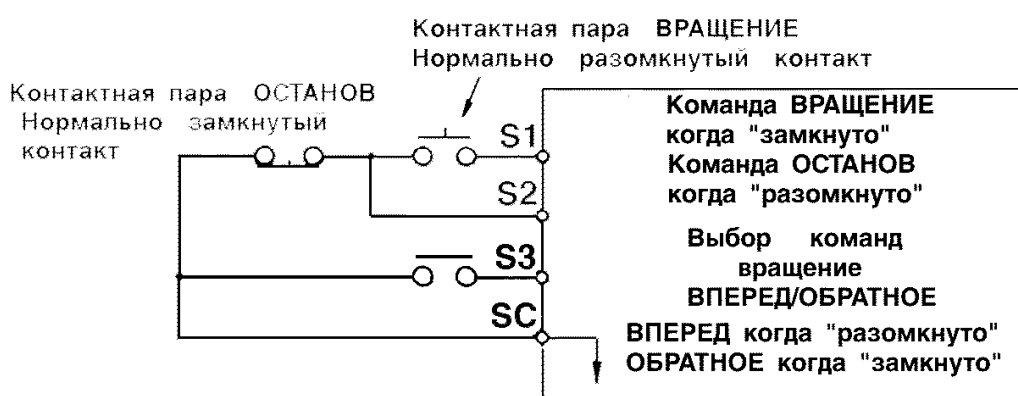 Контактная пара ВРАЩЕНИЕ
Нормально разомкнутый контакт
Контактная пара ОСТАНОВ
Нормально замкнутый
контакт
S1
Команда ВРАЩЕНИЕ
когда "замкнуто"
S2
Команда ОСТАНОВ
когда "разомкнуто"
S3
Выбор команд
вращение
ВПЕРЕД/ОБРАТНОЕ
SC
ВПЕРЕД когда "разомкнуто"
ОБРАТНОЕ когда "замкнуто"